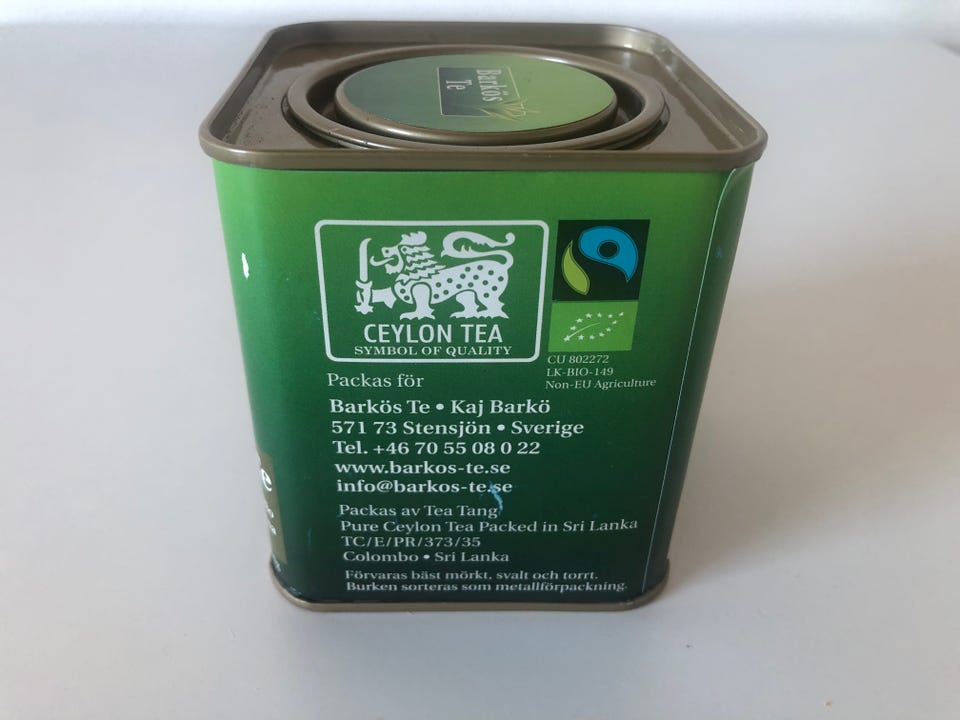 Barkös
Te
CEYLON TEA
SYMBOL OF QUALITY
CU 802272
LK-BIO-149
Non-EU Agriculture
Packas för
Barkös Te • Kaj Barkö
571 73 Stensjön • Sverige
Tel. +46 70 55 08 0 22
www.barkos-te.se
info@barkos-te.se
Packas av Tea Tang
Pure Ceylon Tea Packed in Sri Lanka
TC/E/PR/373/35
Colombo • Sri Lanka
Förvaras bäst mörkt, svalt och torrt.
Burken sorteras som metallförpackning.